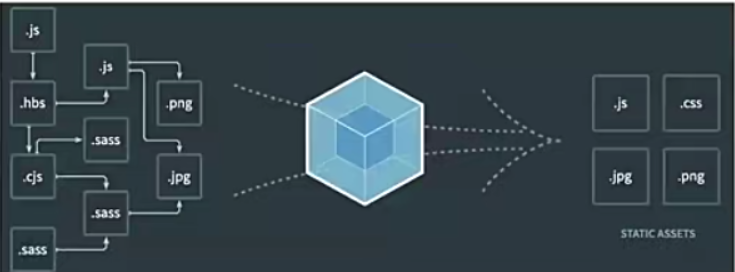 .js
.js
.hbs
.png
.sass
.cjs
.jpg
.sass
.sass
.js
.css
.jpg
.png
STATIC ASSETS